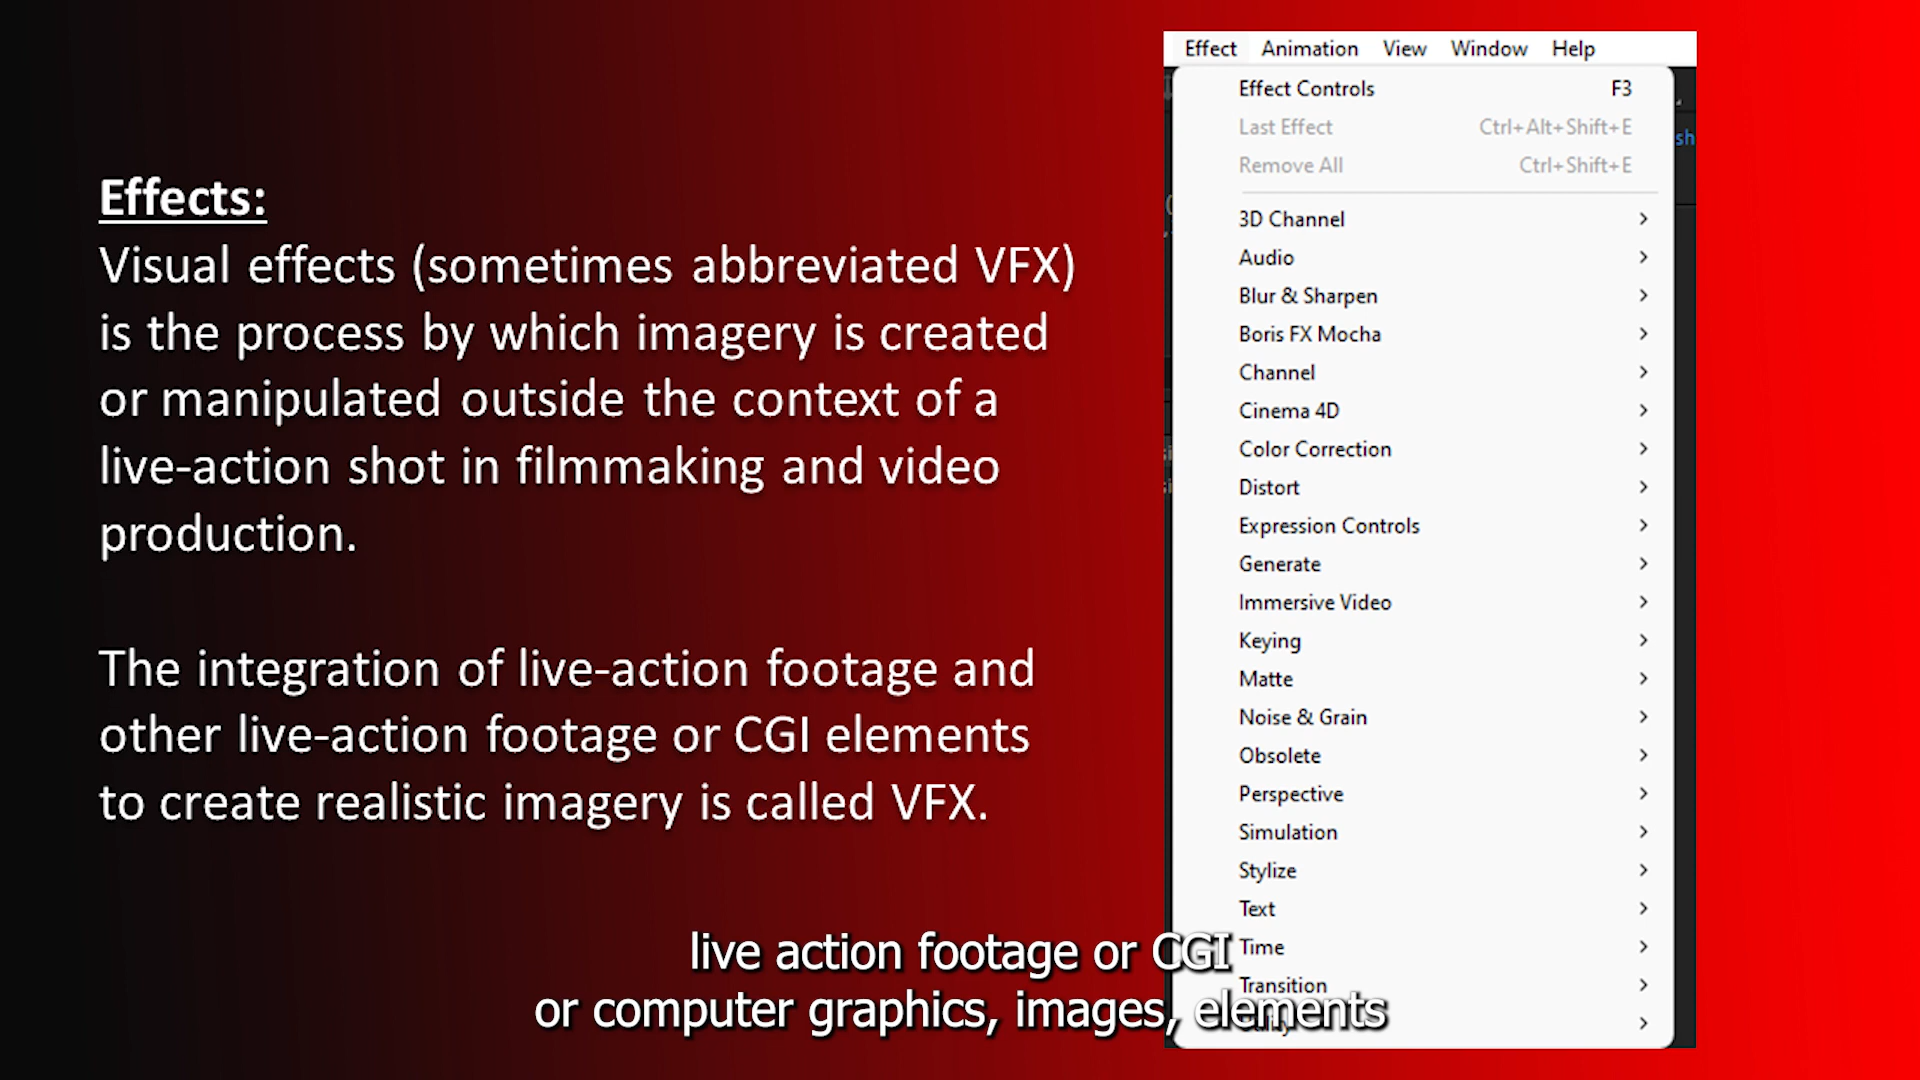 Effects:
Visual effects (sometimes abbreviated VFX)
is the process by which imagery is created
or manipulated outside the context of a
live-action shot in filmmaking and video
production.
The integration of live-action footage and
other live-action footage or CGI elements
to create realistic imagery is called VFX.
Effect Animation View Window Help
Effect Controls F3
Last Effect Ctrl+Alt+Shift+E
Remove All Ctrl+Shift+E
3D Channel
Audio
Blur & Sharpen
Boris FX Mocha
Channel
Cinema 4D
Color Correction
Distort
Expression Controls
Generate
Immersive Video
Keying
Matte
Noise & Grain
Obsolete
Perspective
Simulation
Stylize
Text
Time
Transition
live action footage or CGI
or computer graphics, images, elements